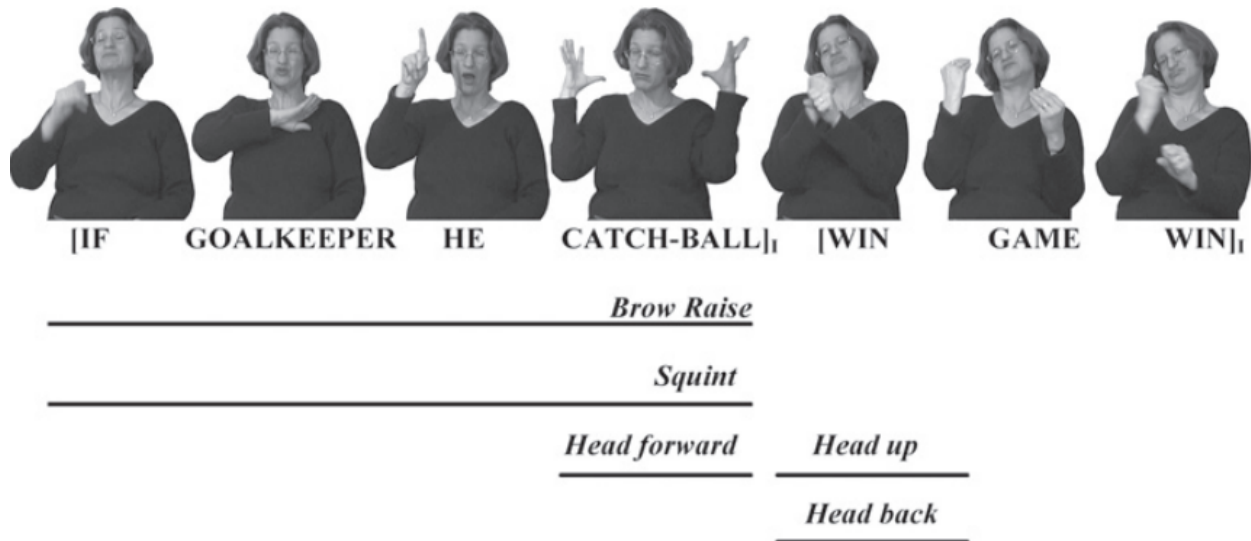 [IF GOALKEEPER HE CATCH-BALL]I [WIN GAME WIN]I
Brow Raise
Squint
Head forward Head up
Head back